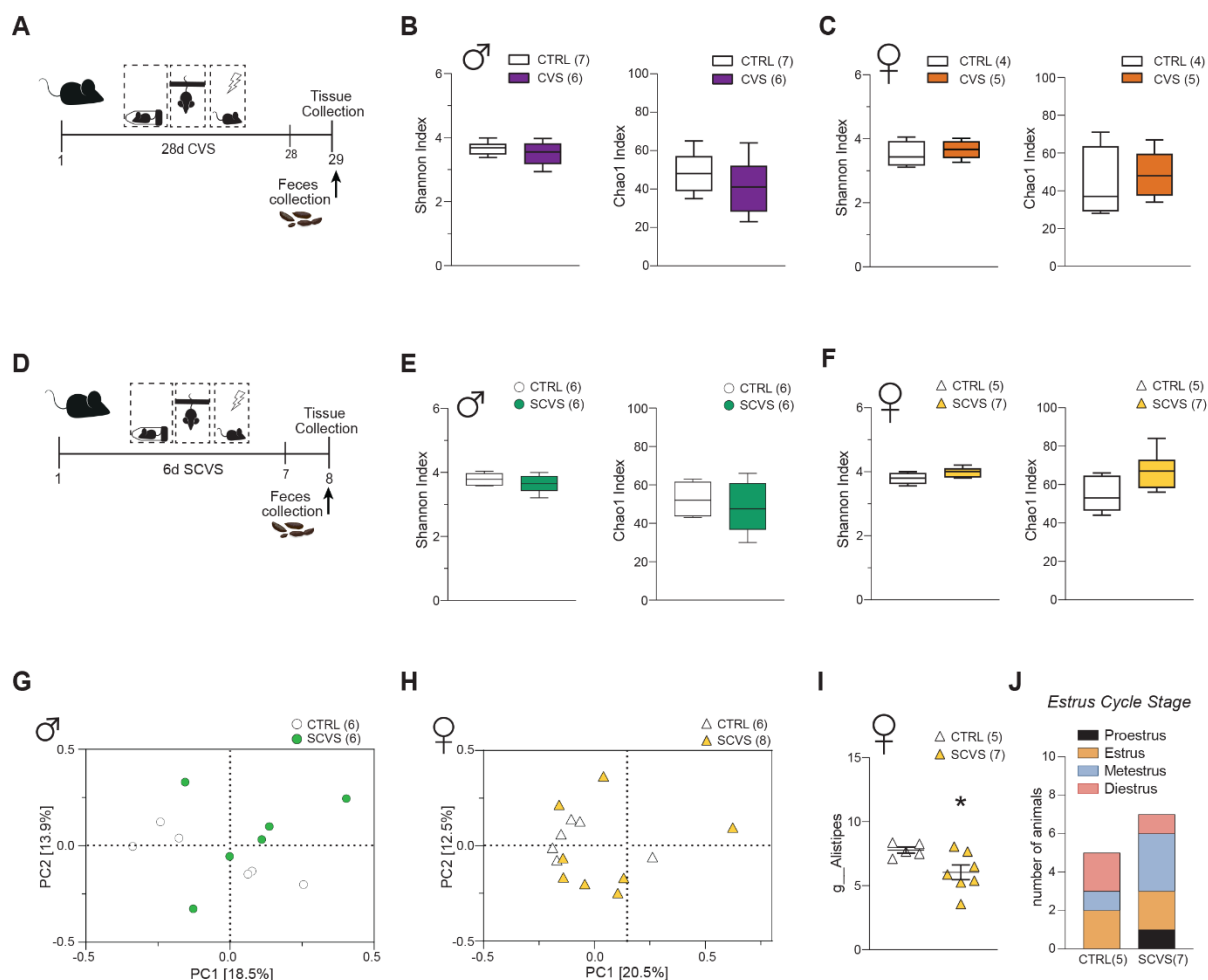 A
Tissue
Collection
1
28d CVS
28
29
Feces
collection
B
♂
CTRL (7)
CVS (6)
6
4
2
0
Shannon Index
CTRL (7)
CVS (6)
100
80
60
40
20
0
Chao1 Index
C
♀
CTRL (4)
CVS (5)
6
4
2
0
Shannon Index
CTRL (4)
CVS (5)
100
80
60
40
20
0
Chao1 Index
D
Tissue
Collection
1
6d SCVS
7
8
Feces
collection
E
♂
CTRL (6)
SCVS (6)
6
4
2
0
Shannon Index
CTRL (6)
SCVS (6)
100
80
60
40
20
0
Chao1 Index
F
♀
CTRL (5)
SCVS (7)
6
4
2
0
Shannon Index
CTRL (5)
SCVS (7)
100
80
60
40
20
0
Chao1 Index
G
♂
CTRL (6)
SCVS (6)
0.5
0.0
-0.5
PC2 [13.9%]
-0.5
0.0
0.5
PC1 [18.5%]
H
♀
CTRL (6)
SCVS (8)
0.5
0.0
-0.5
PC2 [12.5%]
0.0
0.5
PC1 [20.5%]
I
♀
CTRL (5)
SCVS (7)
*
15
10
5
0
g__Alistipes
J
Estrus Cycle Stage
Proestrus
Estrus
Metestrus
Diestrus
10
8
6
4
2
0
number of animals
CTRL(5)
SCVS(7)